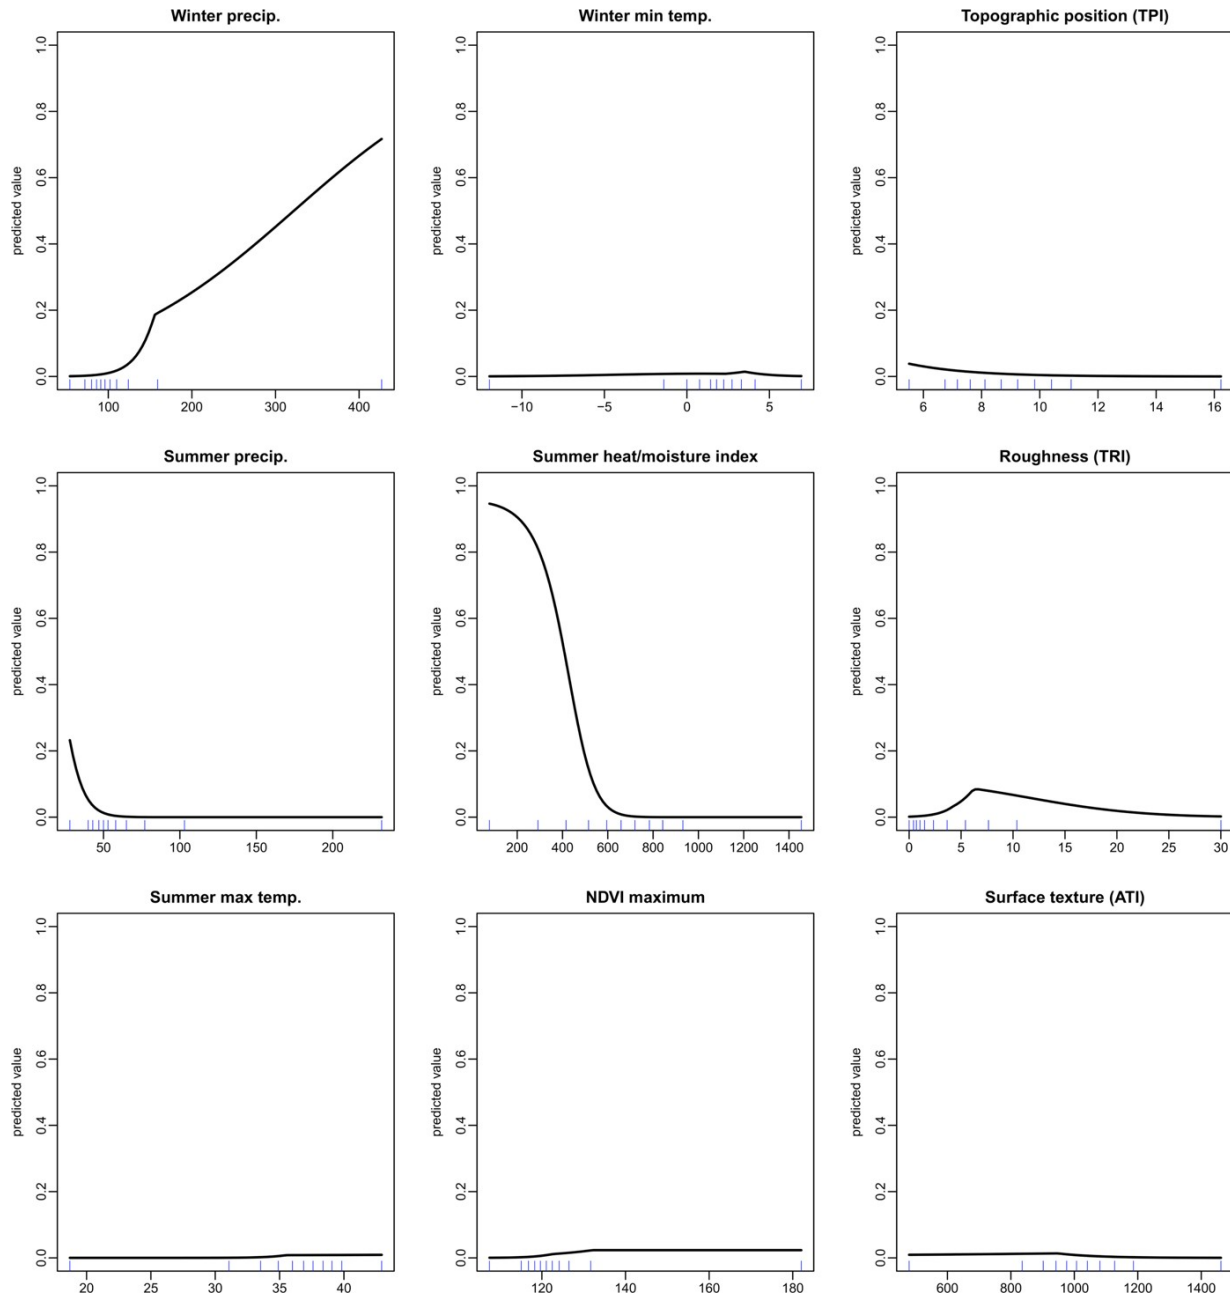 Winter precip.
predicted value
0.0 0.2 0.4 0.6 0.8 1.0
100 200 300 400
Winter min temp.
predicted value
0.0 0.2 0.4 0.6 0.8 1.0
−10 −5 0 5
Topographic position (TPI)
predicted value
0.0 0.2 0.4 0.6 0.8 1.0
6 8 10 12 14 16
Summer precip.
predicted value
0.0 0.2 0.4 0.6 0.8 1.0
50 100 150 200
Summer heat/moisture index
predicted value
0.0 0.2 0.4 0.6 0.8 1.0
200 400 600 800 1000 1200 1400
Roughness (TRI)
predicted value
0.0 0.2 0.4 0.6 0.8 1.0
0 5 10 15 20 25 30
Summer max temp.
predicted value
0.0 0.2 0.4 0.6 0.8 1.0
20 25 30 35 40
NDVI maximum
predicted value
0.0 0.2 0.4 0.6 0.8 1.0
120 140 160 180
Surface texture (ATI)
predicted value
0.0 0.2 0.4 0.6 0.8 1.0
600 800 1000 1200 1400